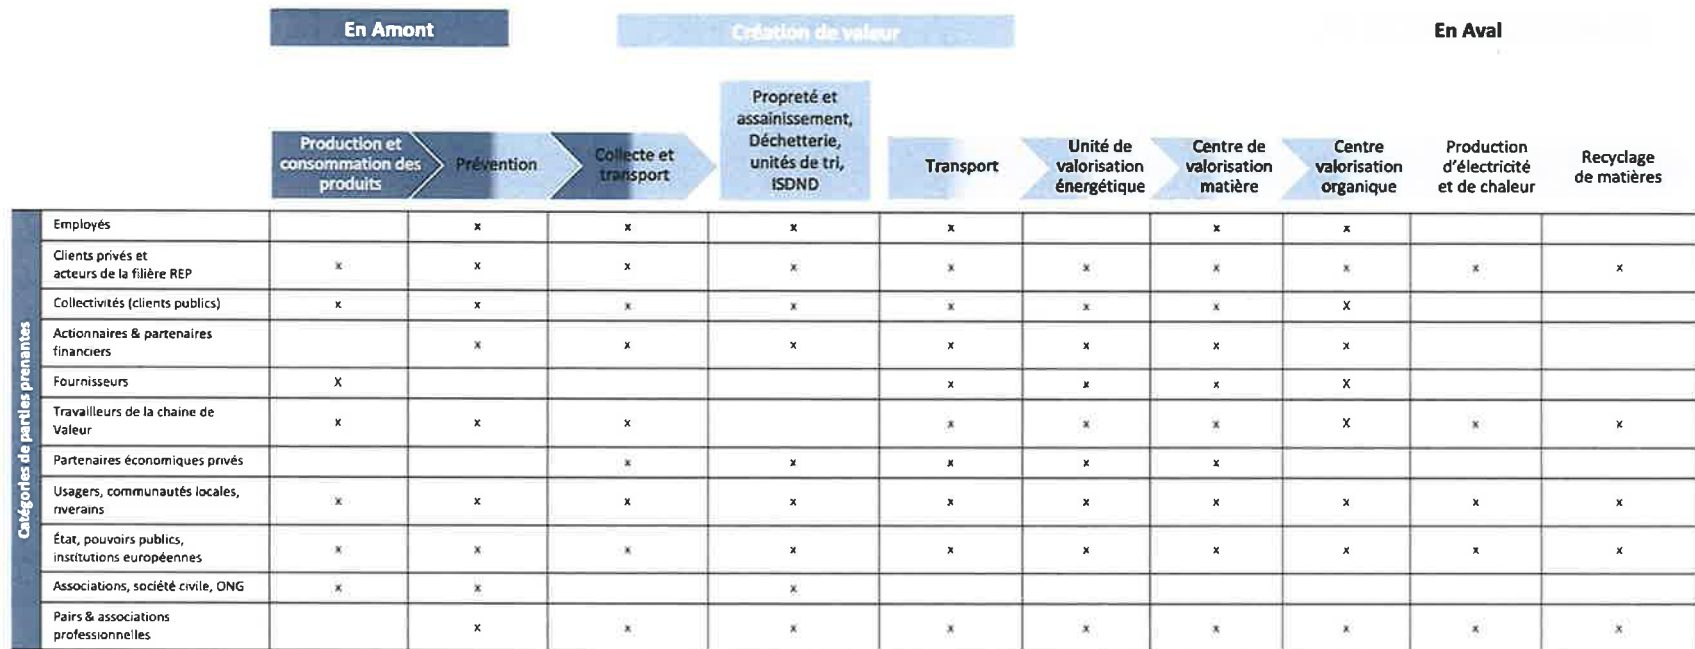 En Amont
Création de valeur
En Aval
Production et
consommation des
produits
Prévention
Collecte et
transport
Propreté et
assainissement,
Déchetterie,
unités de tri,
ISDND
Transport
Unité de
valorisation
énergétique
Centre de
valorisation
matière
Centre
valorisation
organique
Production
d'électricité
et de chaleur
Recyclage
de matières
Catégories de parties prenantes
Employés
x x x x x x
Clients privés et
acteurs de la filière REP
x x x x x x x x x x
Collectivités (clients publics)
x x x x x x x X
Actionnaires & partenaires
financiers
x x x x x x x
Fournisseurs
X x x x X
Travailleurs de la chaine de
Valeur
x x x x x x X x x
Partenaires économiques privés
x x x x x
Usagers, communautés locales,
riverains
x x x x x x x x x x
État, pouvoirs publics,
institutions européennes
x x x x x x x x x x
Associations, société civile, ONG
x x x
Pairs & associations
professionnelles
x x x x x x x x x